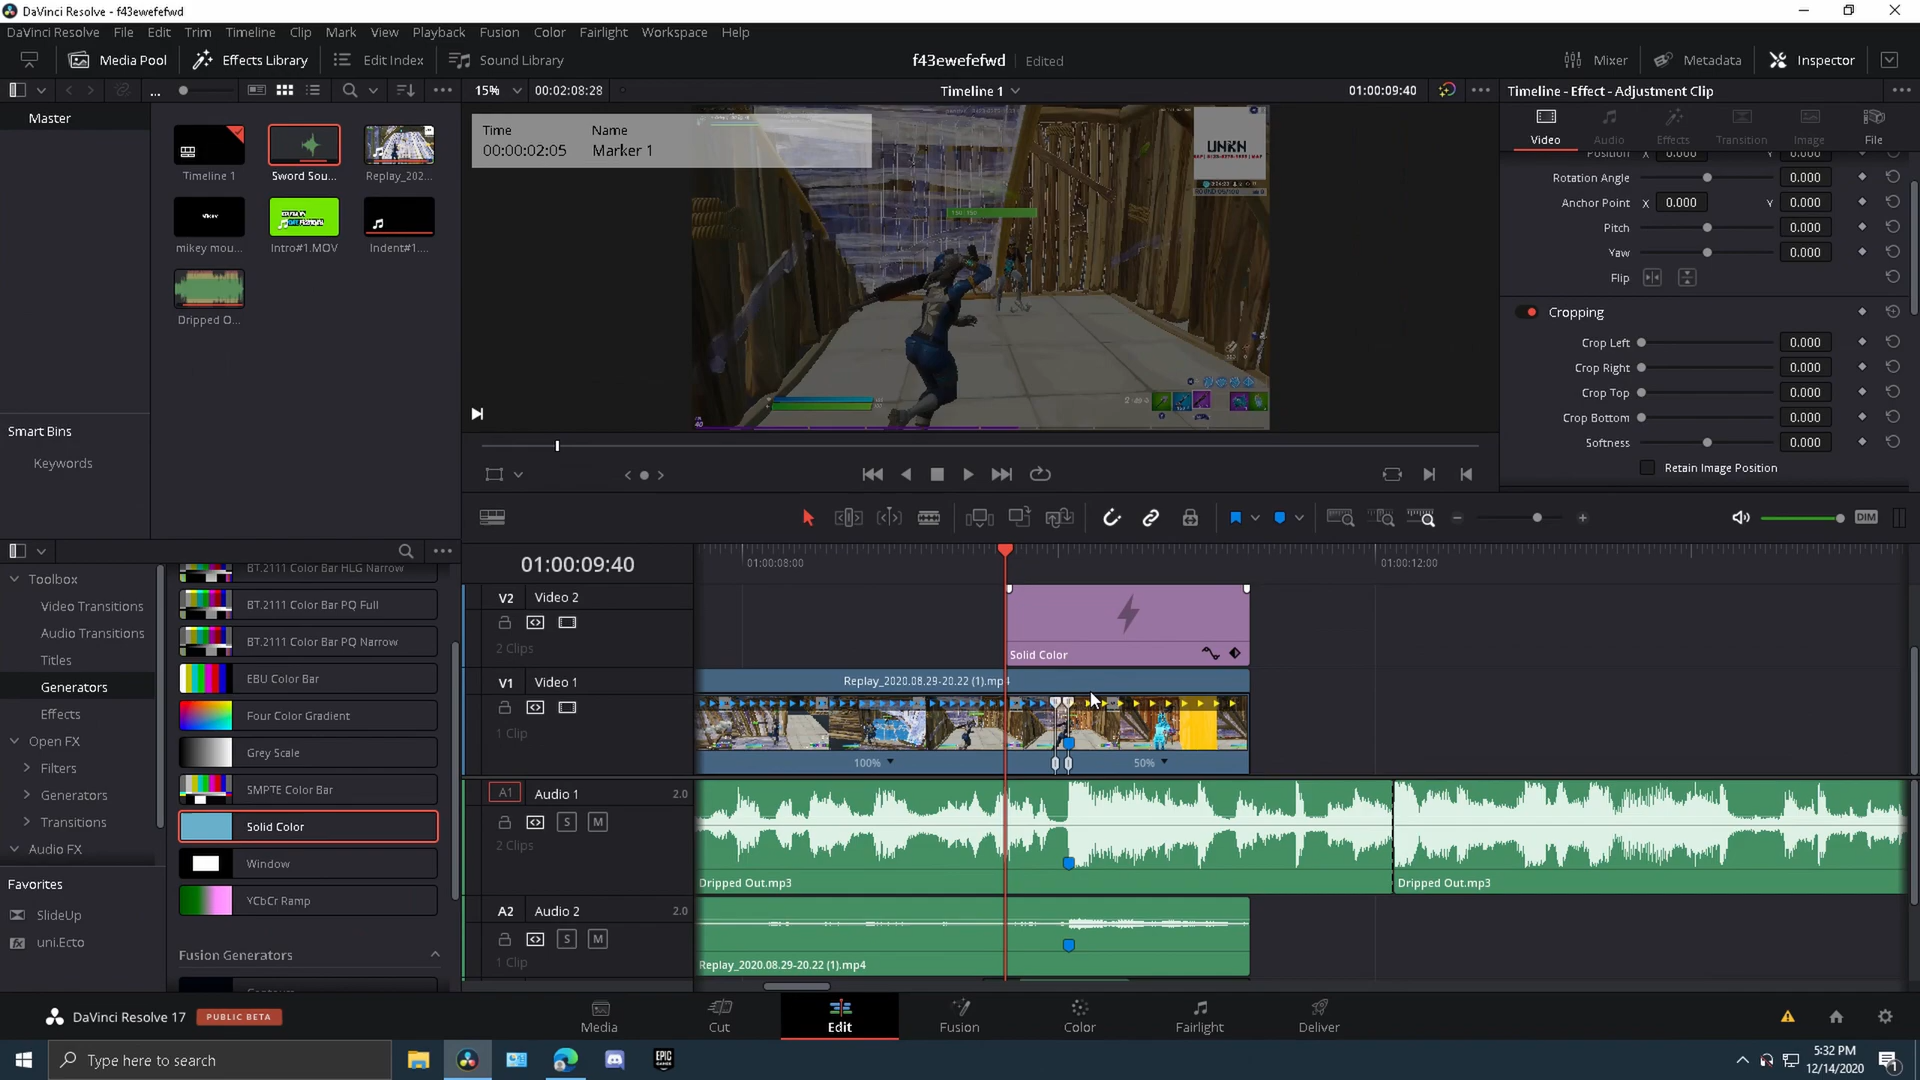 DaVinci Resolve - f43ewefefwd
DaVinci Resolve File Edit Trim Timeline Clip Mark View Playback Fusion Color Fairlight Workspace Help
Media Pool Effects Library Edit Index Sound Library f43ewefefwd Edited Mixer Metadata Inspector
... 15% 00:02:08:28 Timeline 1 01:00:09:40 Timeline - Effect - Adjustment Clip
Master
Timeline 1 Sword Sou... Replay_202...
mikey mou... Intro#1.MOV Indent#1....
Dripped O...
Smart Bins
Keywords
Time Name
00:00:02:05 Marker 1
UNKN
Video Audio Effects Transition Image File
Position X 0.000 Y 0.000
Rotation Angle 0.000
Anchor Point X 0.000 Y 0.000
Pitch 0.000
Yaw 0.000
Flip
Cropping
Crop Left 0.000
Crop Right 0.000
Crop Top 0.000
Crop Bottom 0.000
Softness 0.000
Retain Image Position
DIM
Toolbox
Video Transitions
Audio Transitions
Titles
Generators
Effects
Open FX
Filters
Generators
Transitions
Audio FX
Favorites
SlideUp
uni.Ecto
BT.2111 Color Bar HLG Narrow
BT.2111 Color Bar PQ Full
BT.2111 Color Bar PQ Narrow
EBU Color Bar
Four Color Gradient
Grey Scale
SMPTE Color Bar
Solid Color
Window
YCbCr Ramp
Fusion Generators
01:00:09:40 01:00:08:00 01:00:12:00
V2 Video 2
2 Clips
Solid Color
V1 Video 1
1 Clip
Replay_2020.08.29-20.22 (1).mp4
100% 50%
A1 Audio 1 2.0
S M
2 Clips
Dripped Out.mp3 Dripped Out.mp3
A2 Audio 2 2.0
S M
1 Clip
Replay_2020.08.29-20.22 (1).mp4
DaVinci Resolve 17 PUBLIC BETA
Media Cut Edit Fusion Color Fairlight Deliver
Type here to search
EPIC GAMES
5:32 PM
12/14/2020
1